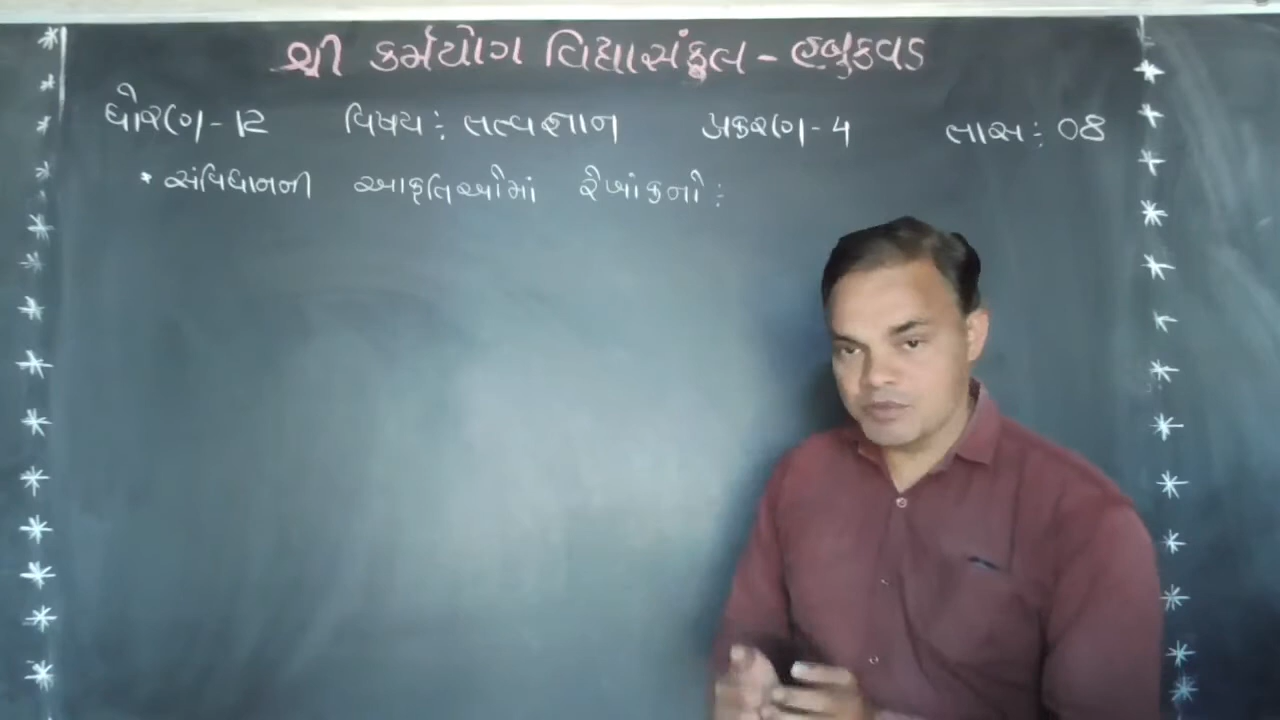 શ્રી કર્મયોગ વિદ્યાસંકુલ - હબુકવડ
ધોરણ - 12 વિષય : તત્વજ્ઞાન પ્રકરણ - 4 તાસ : 08
* સંવિધાનની આકૃતિઓમાં રેખાંકનો :